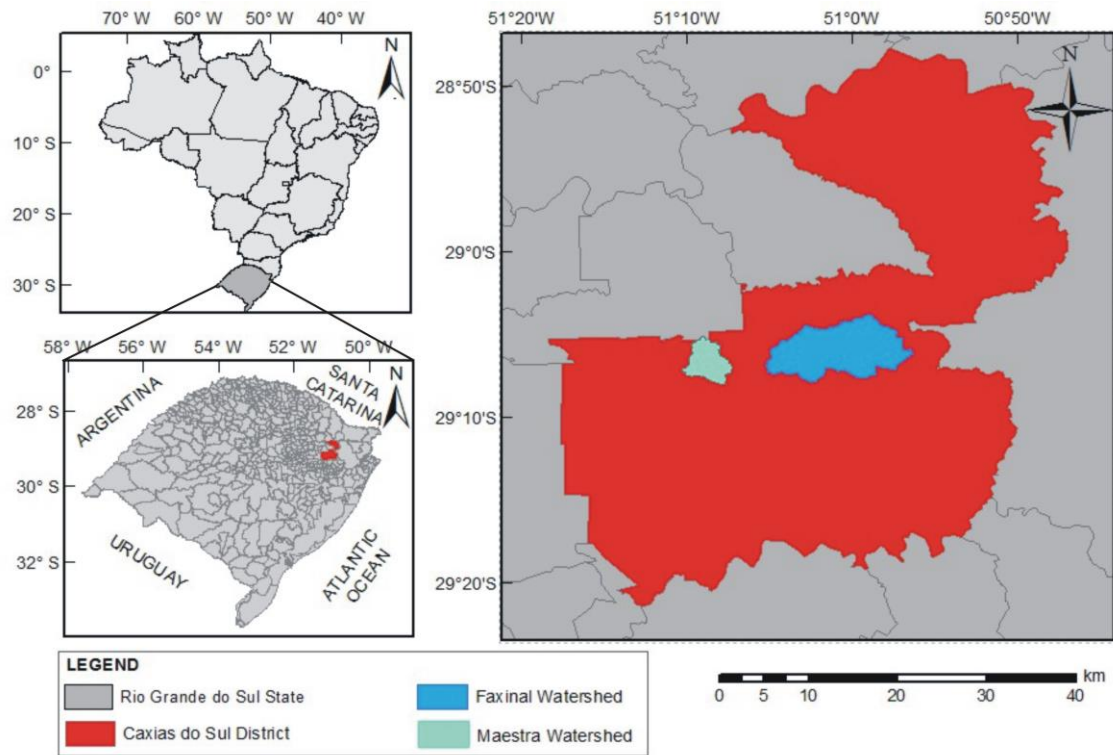 70° W 60° W 50° W 40° W
N
0°
10° S
20° S
30° S
58° W 56° W 54° W 52° W 50° W
N
28° S
30° S
32° S
ARGENTINA
SANTA
CATARINA
URUGUAY
ATLANTIC
OCEAN
51°20' W 51°10' W 51°0' W 50°50' W
N
28°50'S
29°0'S
29°10'S
29°20'S
LEGEND
Rio Grande do Sul State
Caxias do Sul District
Faxinal Watershed
Maestra Watershed
km
0 5 10 20 30 40